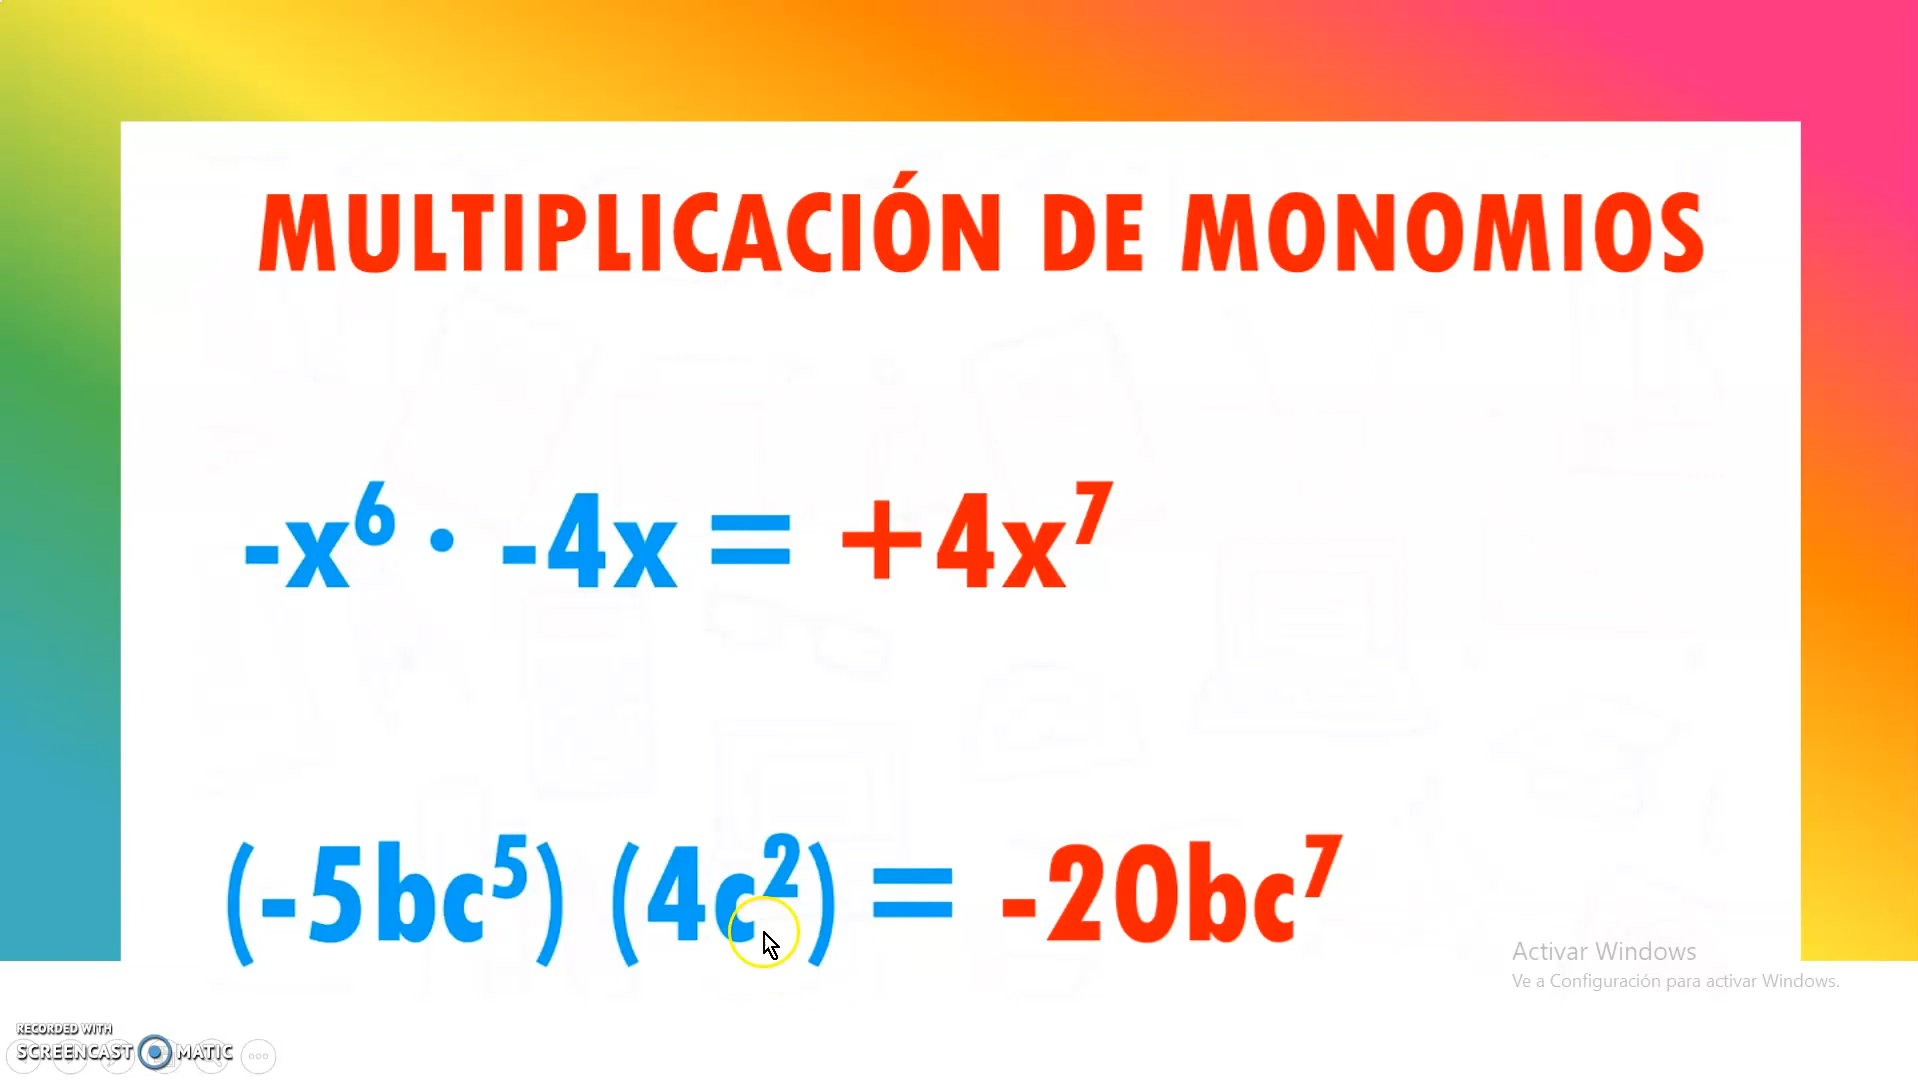 MULTIPLICACIÓN DE MONOMIOS
-x⁶ · -4x = +4x⁷
(-5bc⁵) (4c²) = -20bc⁷
Activar Windows
Ve a Configuración para activar Windows.
RECORDED WITH
SCREENCAST MATIC